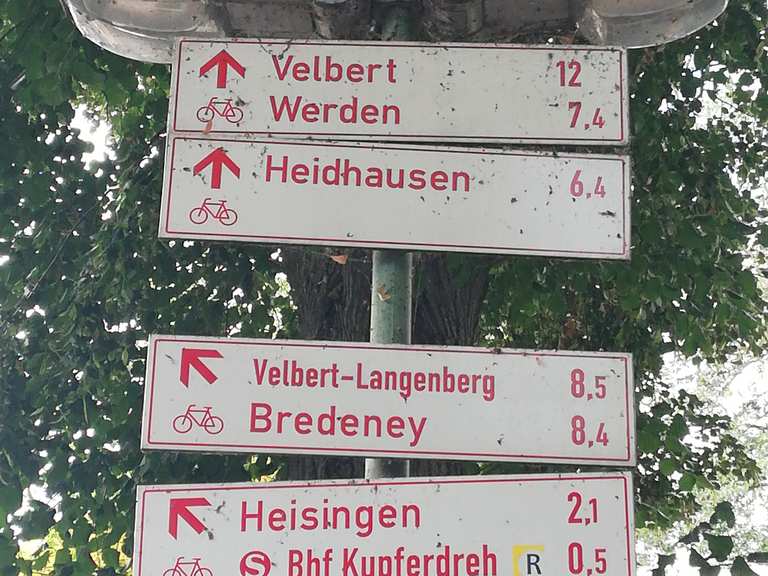 Velbert 12
Werden 7,4
Heidhausen 6,4
Velbert-Langenberg 8,5
Bredeney 8,4
Heisingen 2,1
S Bhf Kupferdreh R 0,5